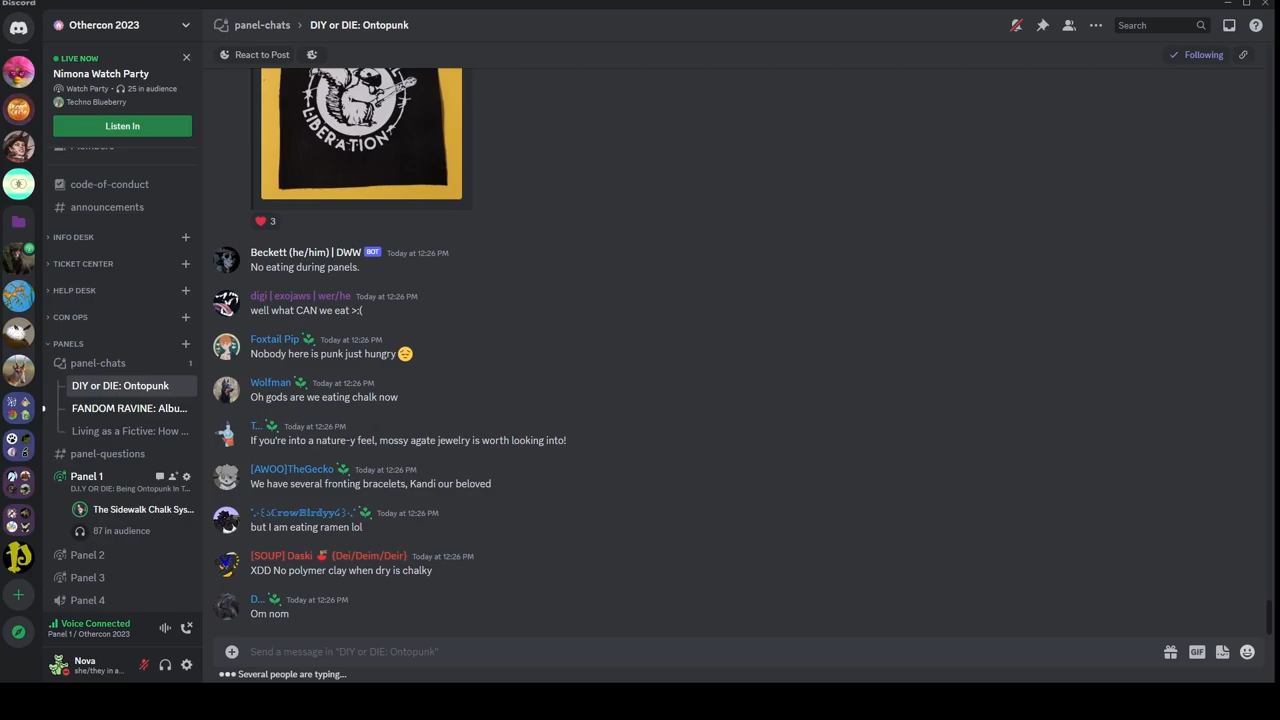 Discord
Othercon 2023
panel-chats › DIY or DIE: Ontopunk
Search
LIVE NOW
Nimona Watch Party
Watch Party • 25 in audience
Techno Blueberry
Listen In
React to Post
Following
code-of-conduct
announcements
INFO DESK
TICKET CENTER
HELP DESK
CON OPS
PANELS
panel-chats 1
DIY or DIE: Ontopunk
FANDOM RAVINE: Albu...
Living as a Fictive: How ...
panel-questions
Panel 1
D.I.Y OR DIE: Being Ontopunk In T...
The Sidewalk Chalk Sys...
87 in audience
Panel 2
Panel 3
Panel 4
Voice Connected
Panel 1 / Othercon 2023
Nova
she/they in a...
LIBERATION
3
Beckett (he/him) | DWW BOT Today at 12:26 PM
No eating during panels.
digi | exojaws | wer/he Today at 12:26 PM
well what CAN we eat >:(
Foxtail Pip Today at 12:26 PM
Nobody here is punk just hungry
Wolfman Today at 12:26 PM
Oh gods are we eating chalk now
T... Today at 12:26 PM
If you're into a nature-y feel, mossy agate jewelry is worth looking into!
[AWOO]TheGecko Today at 12:26 PM
We have several fronting bracelets, Kandi our beloved
Today at 12:26 PM
but I am eating ramen lol
[SOUP] Daski {Dei/Deim/Deir} Today at 12:26 PM
XDD No polymer clay when dry is chalky
D... Today at 12:26 PM
Om nom
Send a message in "DIY or DIE: Ontopunk"
GIF
Several people are typing...